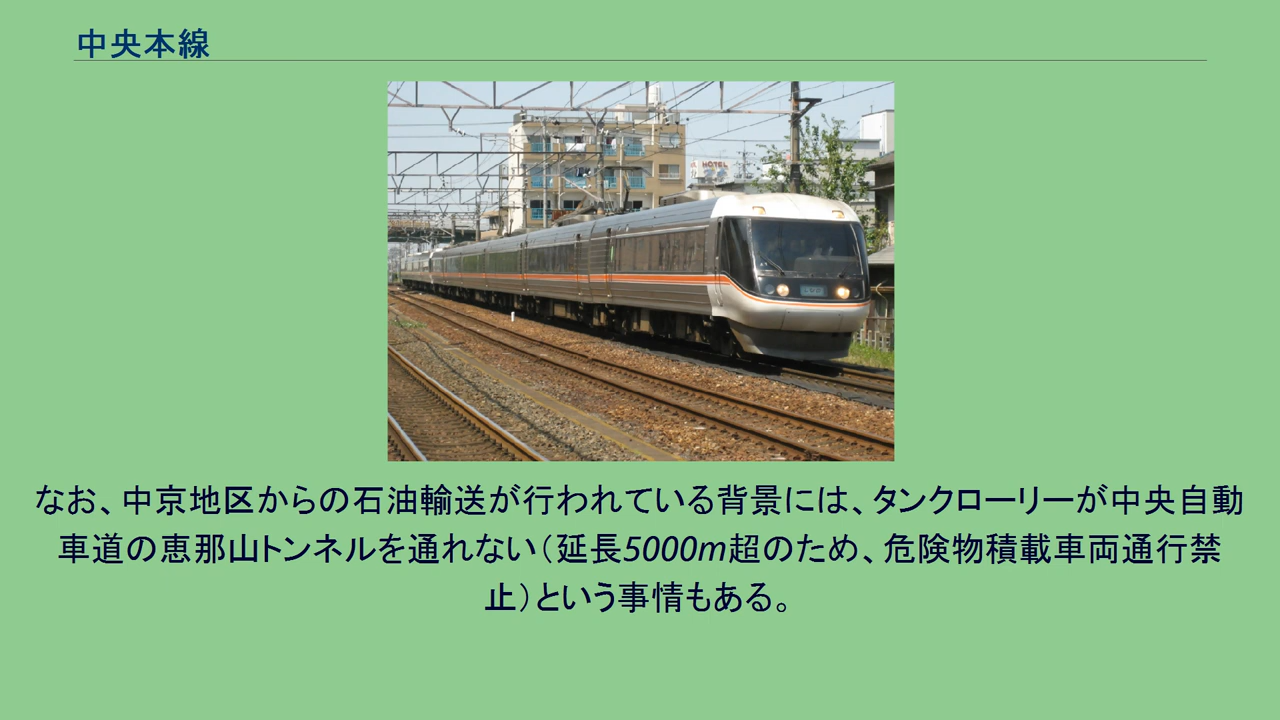 中央本線
HOTEL
なお、中京地区からの石油輸送が行われている背景には、タンクローリーが中央自動
車道の恵那山トンネルを通れない（延長5000m超のため、危険物積載車両通行禁
止）という事情もある。